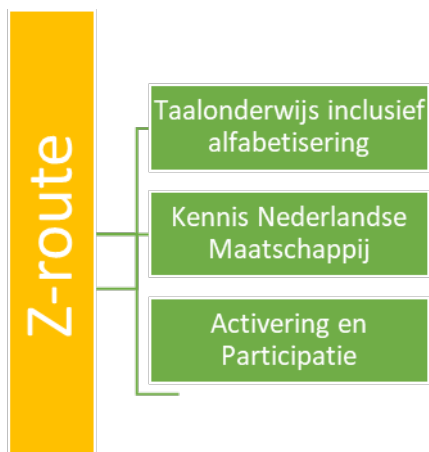 Z-route
Taalonderwijs inclusief
alfabetisering
Kennis Nederlandse
Maatschappij
Activering en
Participatie